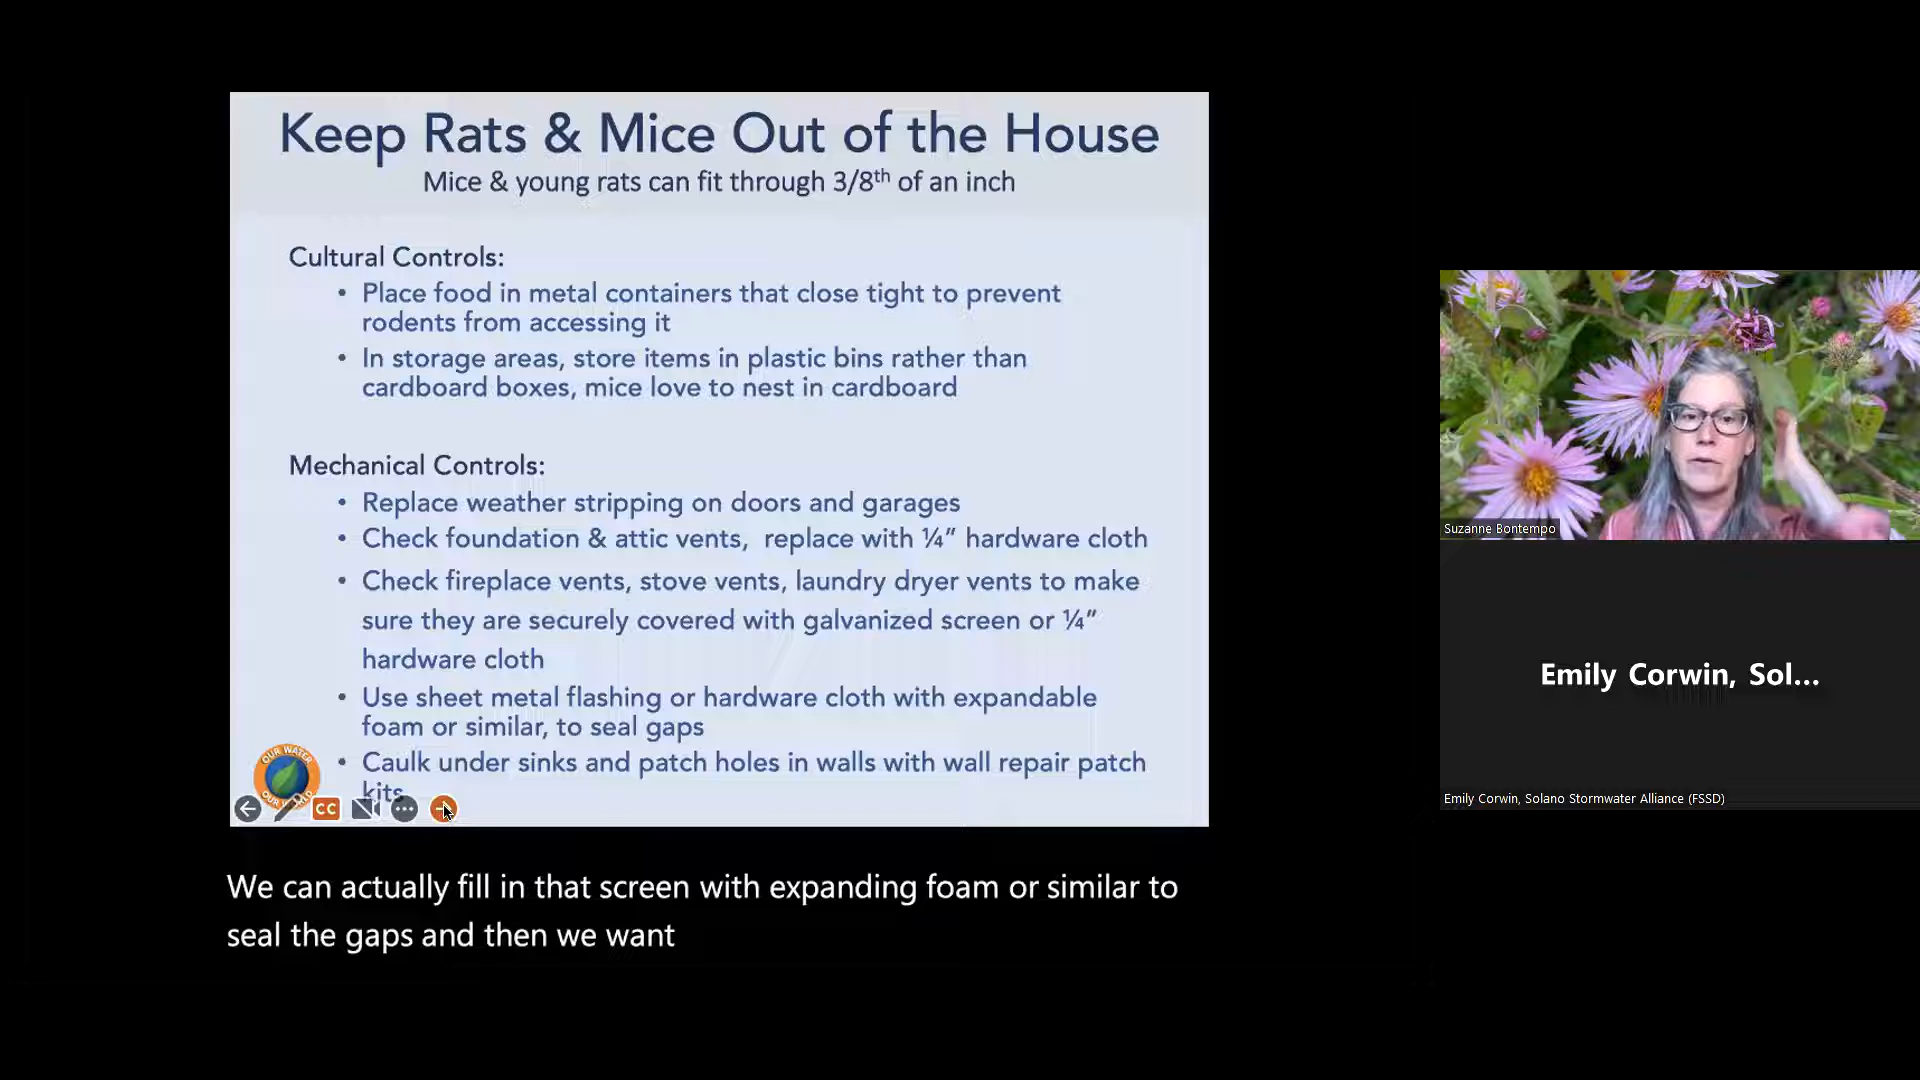 Keep Rats & Mice Out of the House
Mice & young rats can fit through 3/8th of an inch
Cultural Controls:
• Place food in metal containers that close tight to prevent
rodents from accessing it
• In storage areas, store items in plastic bins rather than
cardboard boxes, mice love to nest in cardboard
Mechanical Controls:
• Replace weather stripping on doors and garages
• Check foundation & attic vents,  replace with ¼” hardware cloth
• Check fireplace vents, stove vents, laundry dryer vents to make
sure they are securely covered with galvanized screen or ¼”
hardware cloth
• Use sheet metal flashing or hardware cloth with expandable
foam or similar, to seal gaps
• Caulk under sinks and patch holes in walls with wall repair patch
kits
OUR WATER
CC
We can actually fill in that screen with expanding foam or similar to
seal the gaps and then we want
Suzanne Bontempo
Emily Corwin, Sol...
Emily Corwin, Solano Stormwater Alliance (FSSD)